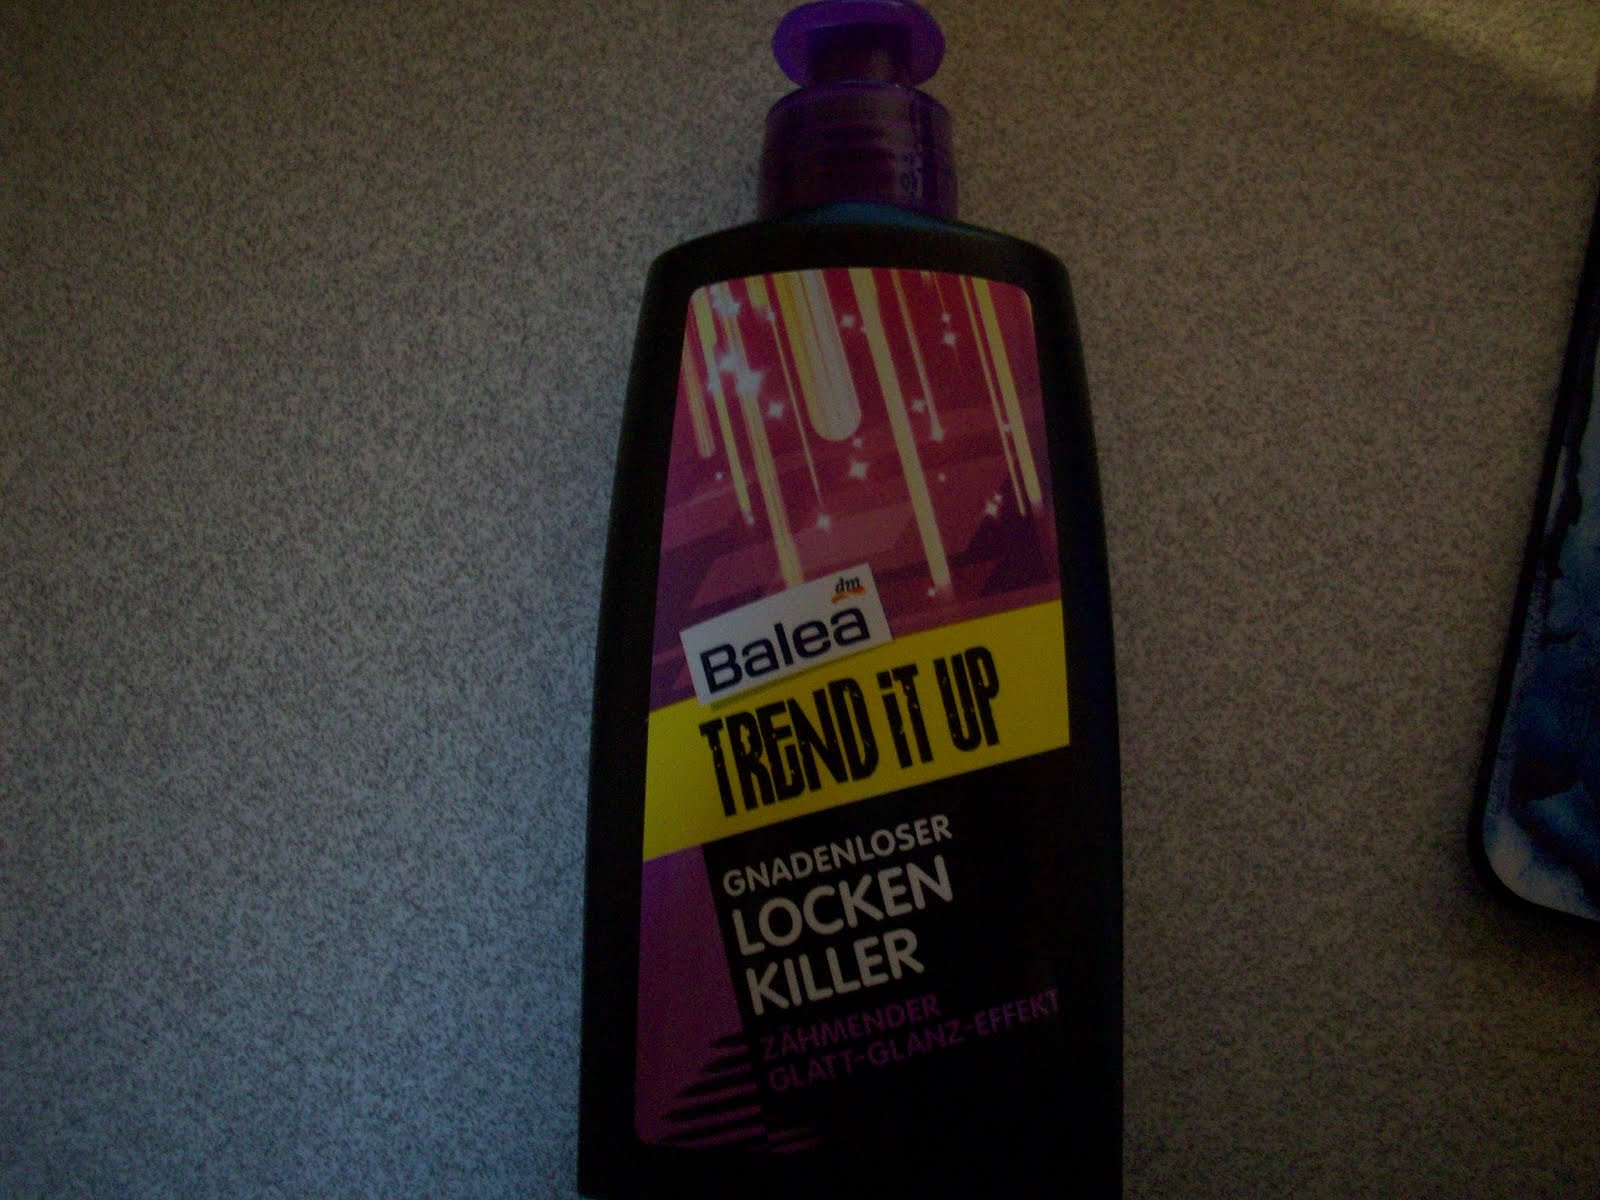 dm
Balea
TREND iT UP
GNADENLOSER
LOCKEN
KILLER
ZÄHMENDER
GLATT-GLANZ-EFFEKT